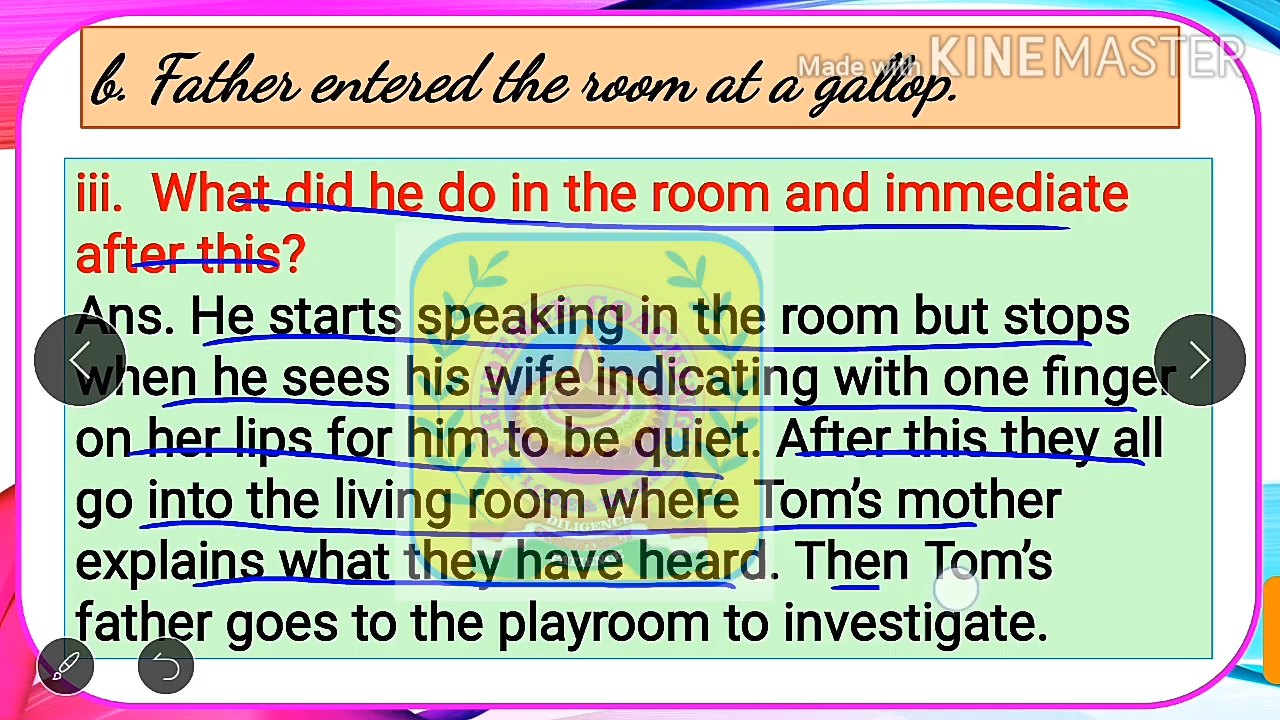 b. Father entered the room at a gallop.
Made with KINEMASTER
iii. What did he do in the room and immediate
after this?
Ans. He starts speaking in the room but stops
when he sees his wife indicating with one finger
on her lips for him to be quiet. After this they all
go into the living room where Tom's mother
explains what they have heard. Then Tom's
father goes to the playroom to investigate.
PRUDENCE COACHING
DILIGENCE